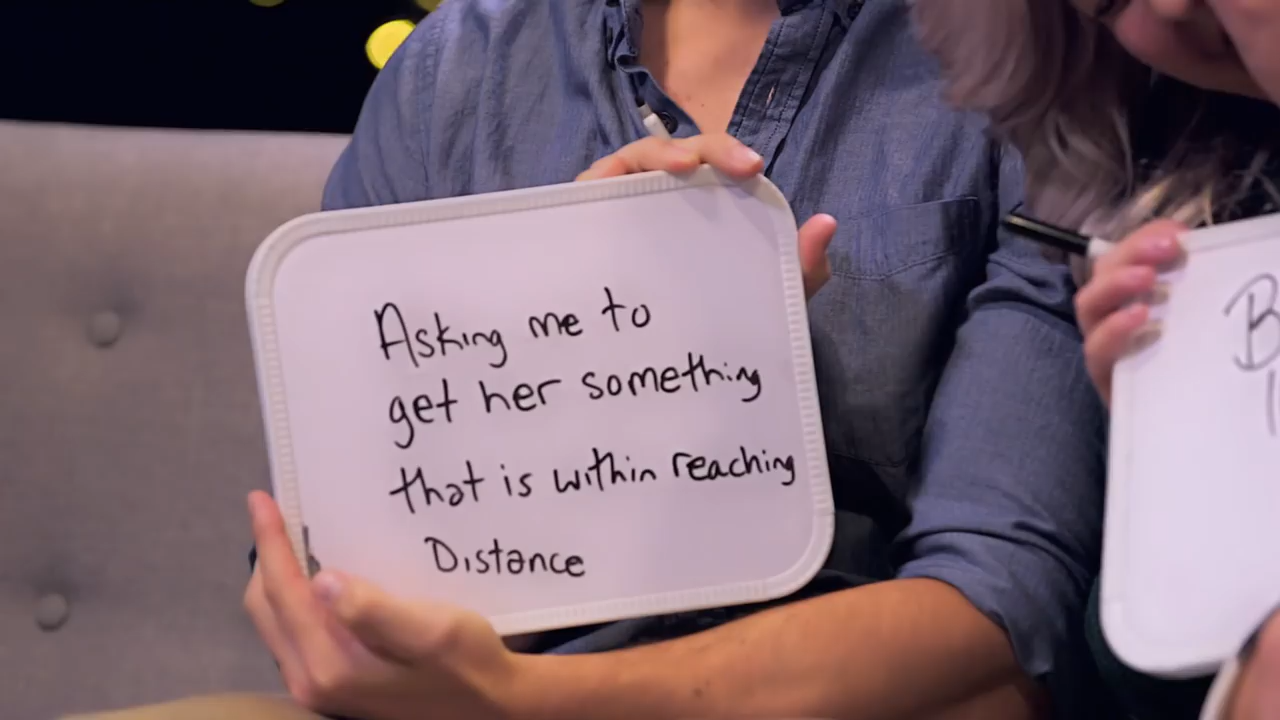 Asking me to
get her something
that is within reaching
Distance
B